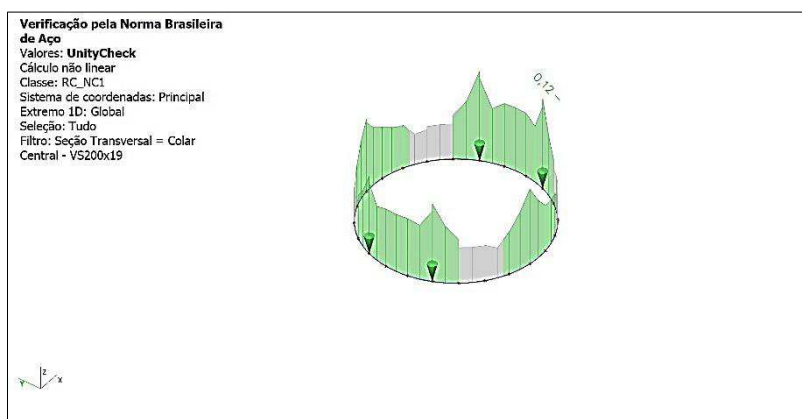 Verificação pela Norma Brasileira
de Aço
Valores: UnityCheck
Cálculo não linear
Classe: RC_NC1
Sistema de coordenadas: Principal
Extremo 1D: Global
Seleção: Tudo
Filtro: Seção Transversal = Colar
Central - VS200x19
0,12
z
Y
x